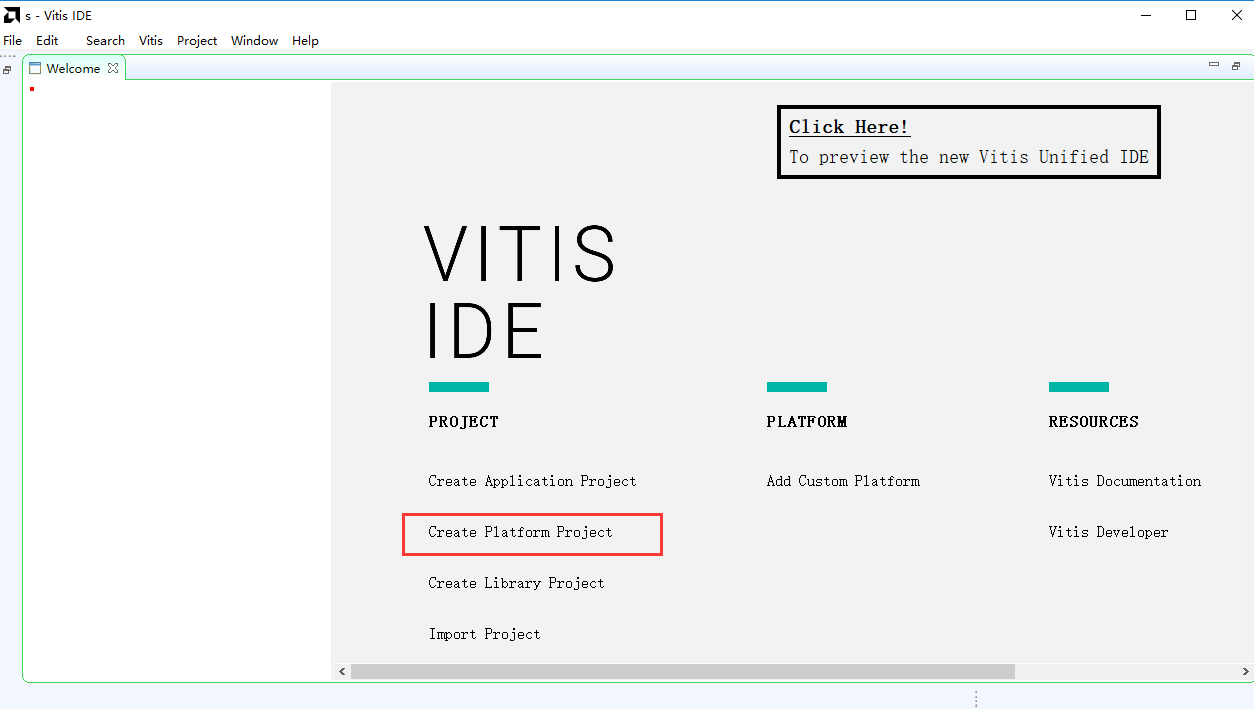 s - Vitis IDE
File Edit Search Vitis Project Window Help
Welcome
Click Here!
To preview the new Vitis Unified IDE
VITIS
IDE
PROJECT
Create Application Project
Create Platform Project
Create Library Project
Import Project
PLATFORM
Add Custom Platform
RESOURCES
Vitis Documentation
Vitis Developer